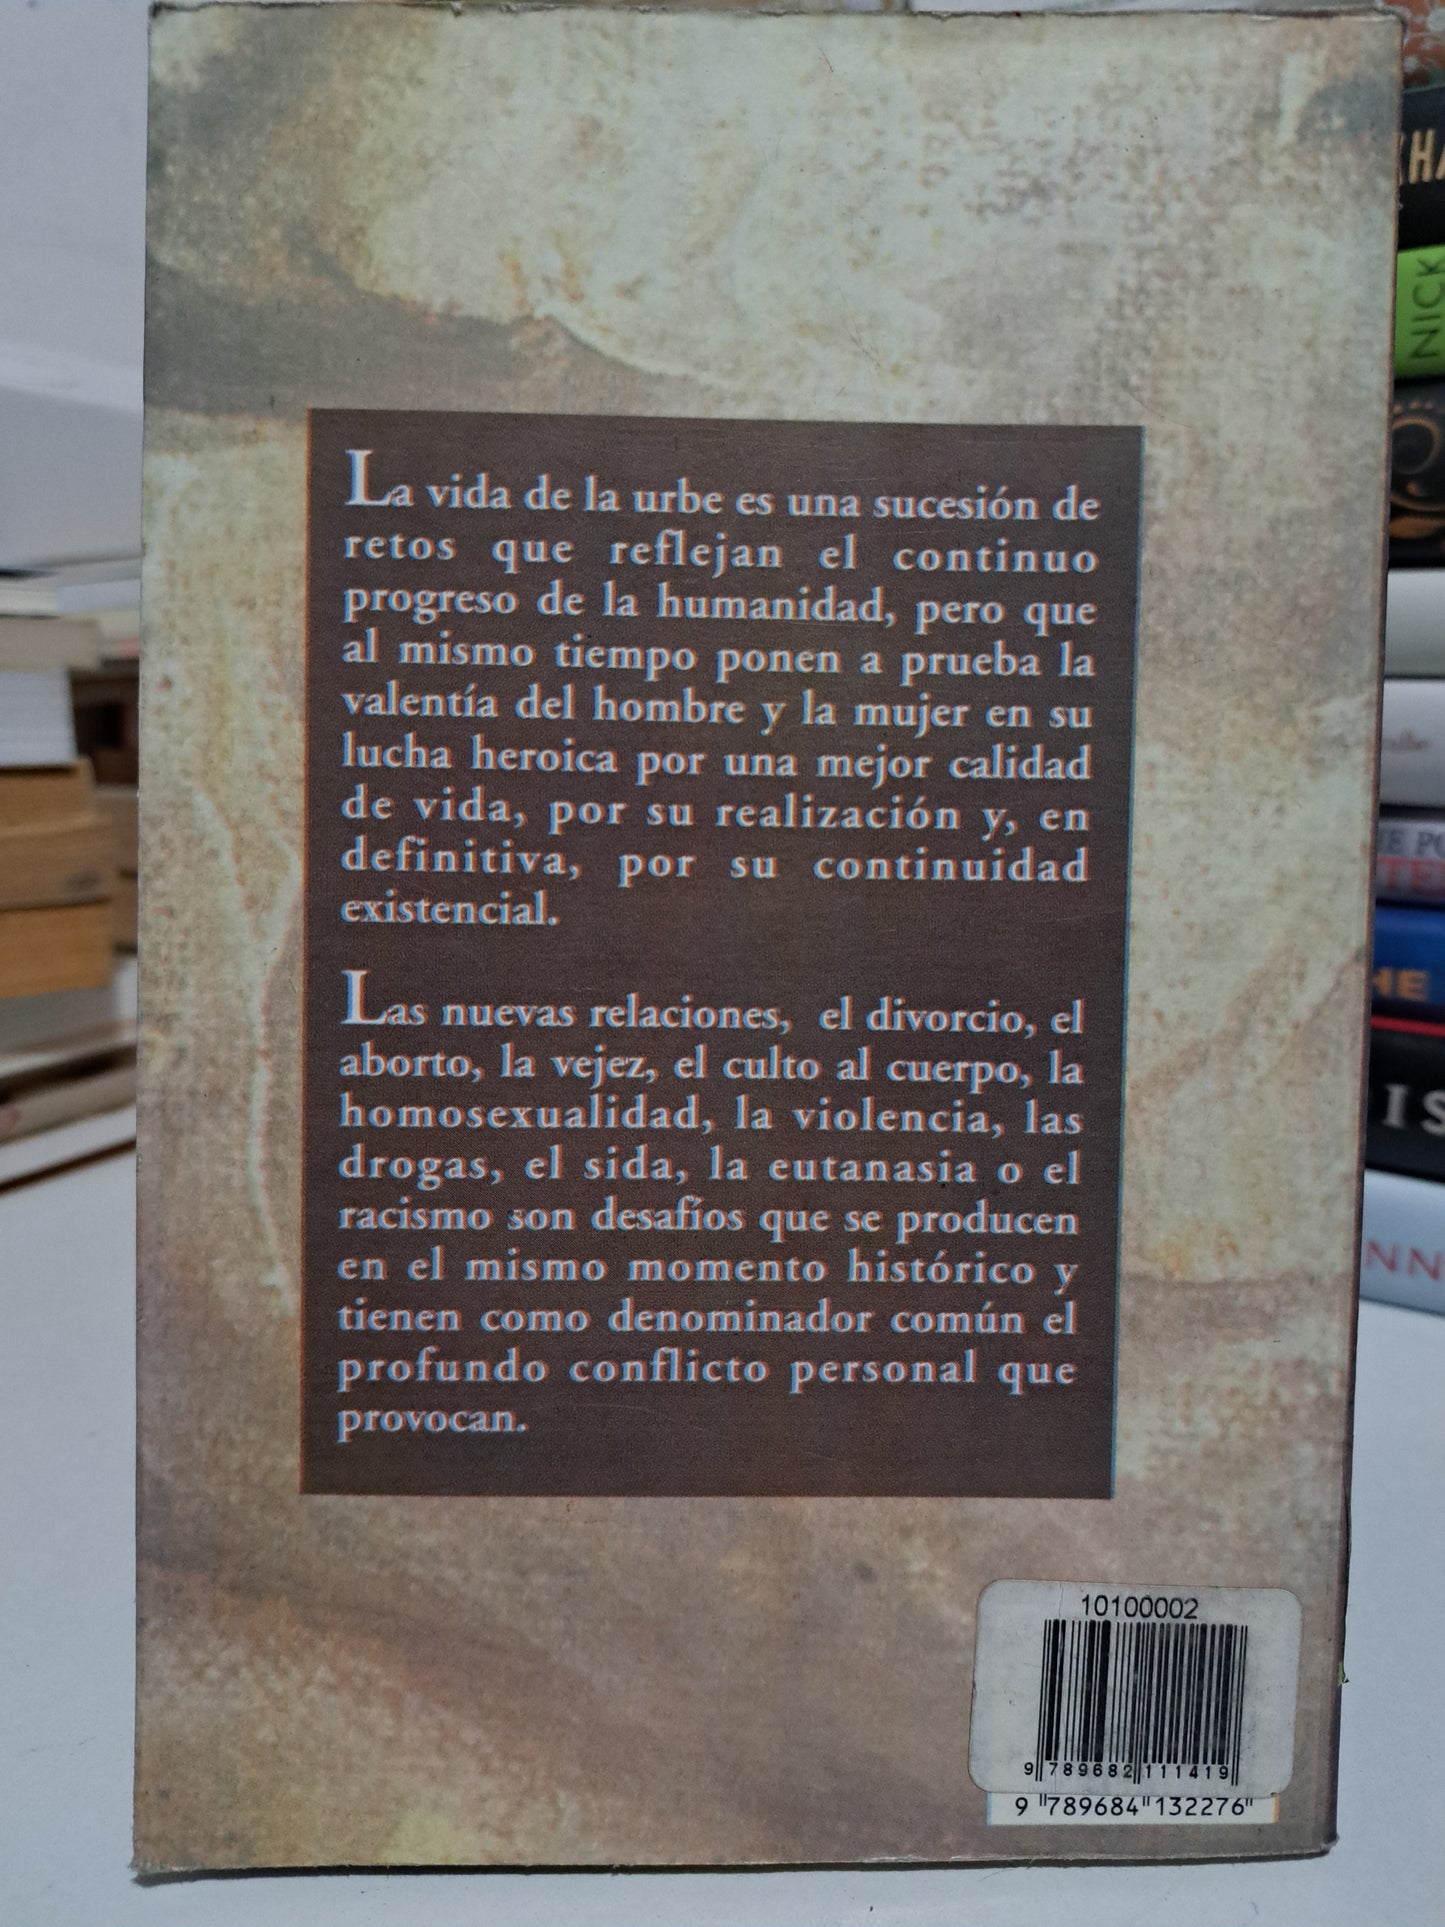 La vida de la urbe es una sucesión de
retos que reflejan el continuo
progreso de la humanidad, pero que
al mismo tiempo ponen a prueba la
valentía del hombre y la mujer en su
lucha heroica por una mejor calidad
de vida, por su realización y, en
definitiva, por su continuidad
existencial.
Las nuevas relaciones, el divorcio, el
aborto, la vejez, el culto al cuerpo, la
homosexualidad, la violencia, las
drogas, el sida, la eutanasia o el
racismo son desafíos que se producen
en el mismo momento histórico y
tienen como denominador común el
profundo conflicto personal que
provocan.
10100002
9 789682 111419
9 "789684"132276"
NICK
HE
IS